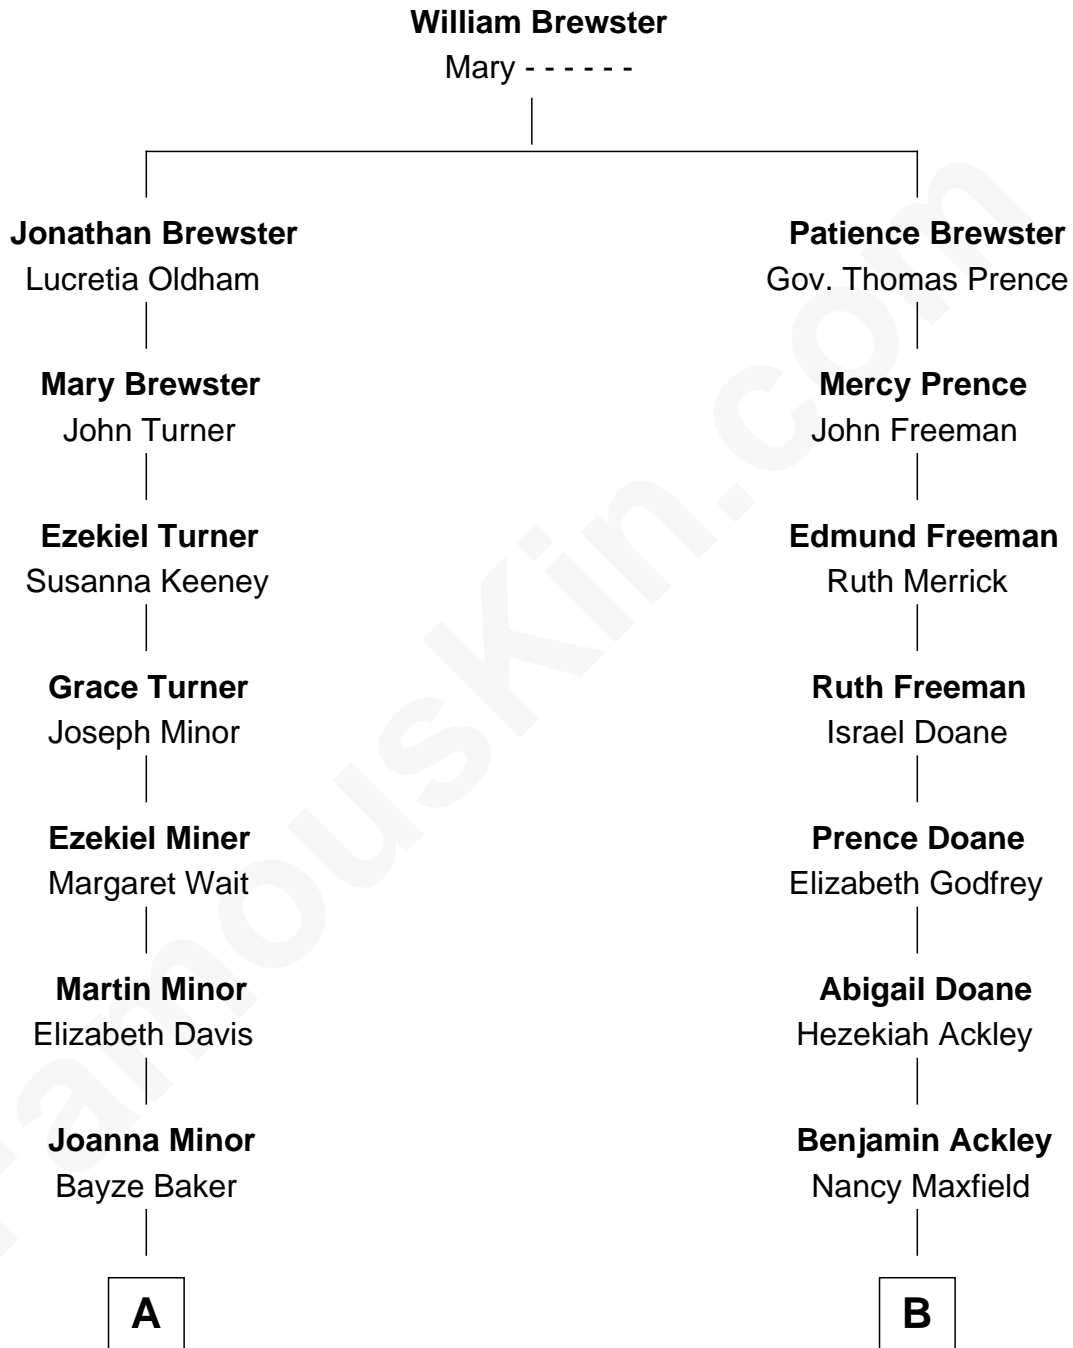 William Brewster
Mary - - - - - -
Jonathan Brewster
Lucretia Oldham
Patience Brewster
Gov. Thomas Prence
Mary Brewster
John Turner
Mercy Prence
John Freeman
Ezekiel Turner
Susanna Keeney
Edmund Freeman
Ruth Merrick
Grace Turner
Joseph Minor
Ruth Freeman
Israel Doane
Ezekiel Miner
Margaret Wait
Prence Doane
Elizabeth Godfrey
Martin Minor
Elizabeth Davis
Abigail Doane
Hezekiah Ackley
Joanna Minor
Bayze Baker
Benjamin Ackley
Nancy Maxfield
A
B
FamousKin.com